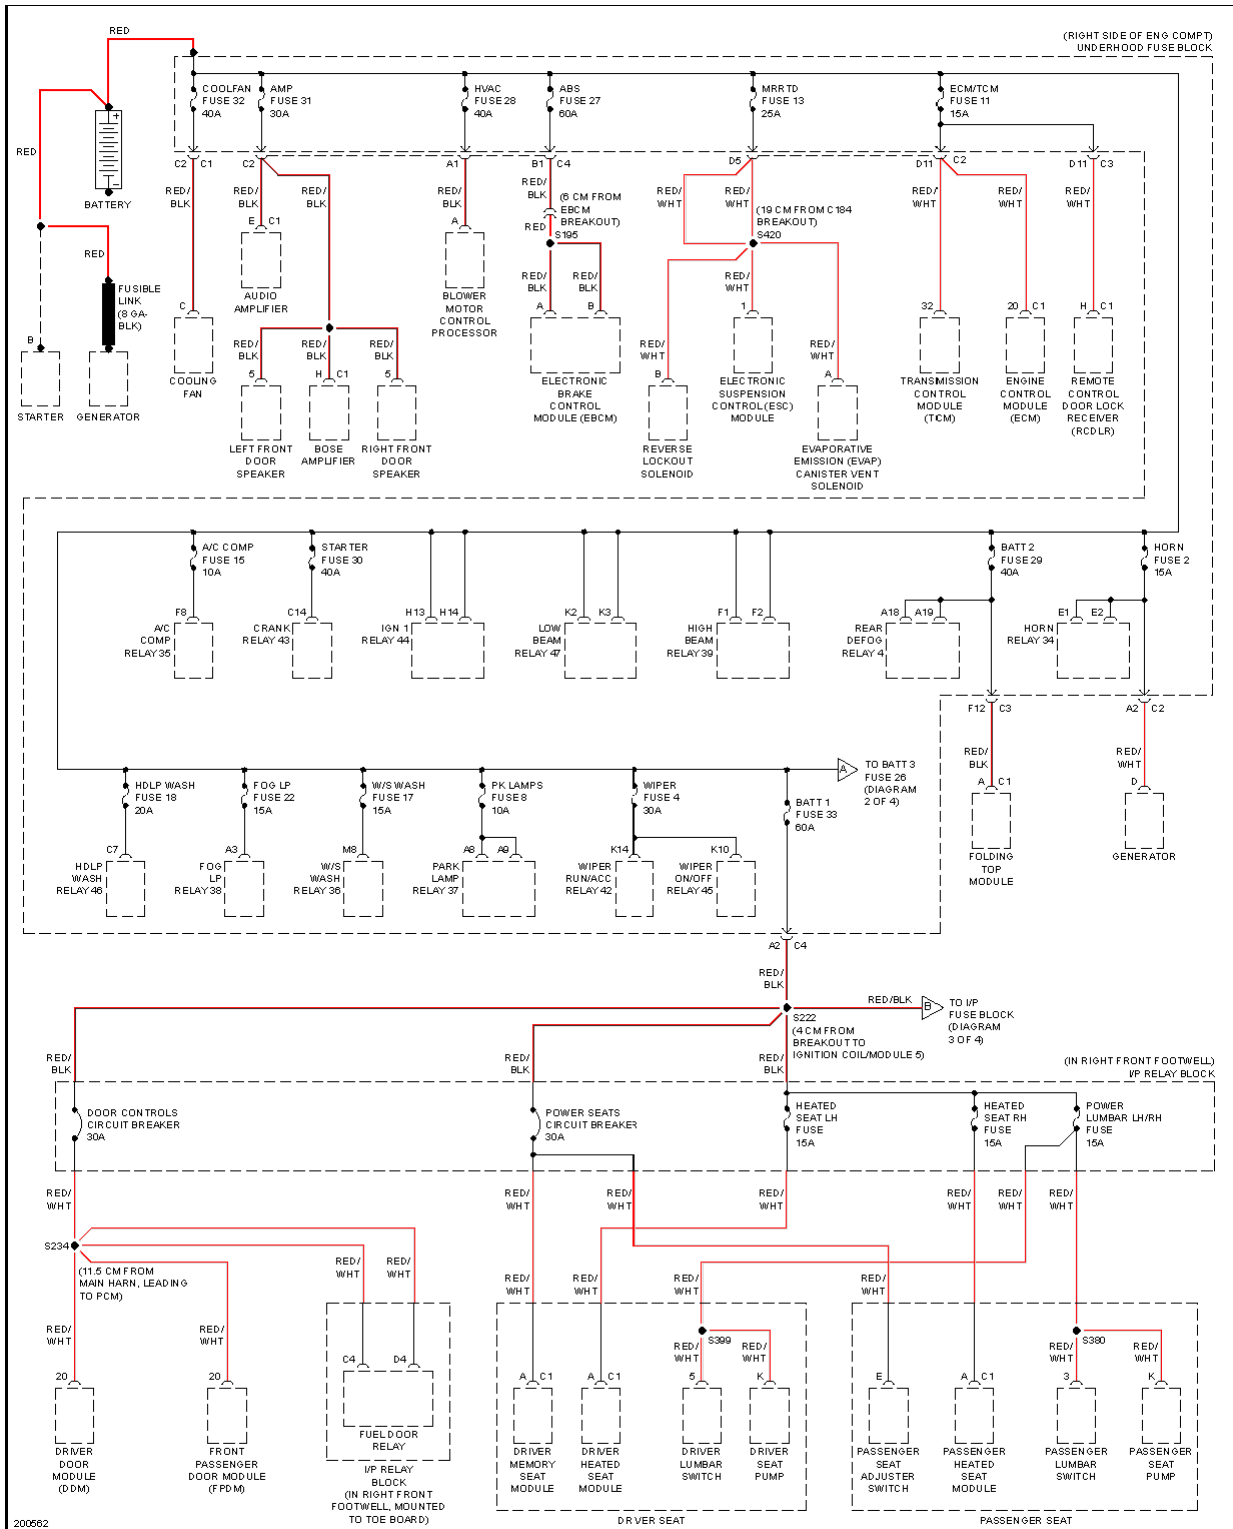 RED
(RIGHT SIDE OF ENG COMPT)
UNDERHOOD FUSE BLOCK
COOLFAN
FUSE 32
40A
AMP
FUSE 31
30A
HVAC
FUSE 28
40A
ABS
FUSE 27
60A
MRRTD
FUSE 13
25A
ECM/TCM
FUSE 11
15A
RED
+
-
BATTERY
C2 C1
C2
A1
B1 C4
D5
D11 C2
D11 C3
RED/
BLK
RED/
BLK
RED/
BLK
RED/
BLK
RED/
BLK
(6 CM FROM
EBCM
BREAKOUT)
RED
S195
RED/
WHT
RED/
WHT
(19 CM FROM C184
BREAKOUT)
S420
RED/
WHT
RED/
WHT
RED/
WHT
RED
FUSIBLE
LINK
(8 GA-
BLK)
E C1
AUDIO
AMPLIFIER
A
BLOWER
MOTOR
CONTROL
PROCESSOR
RED/
BLK
RED/
BLK
A
B
ELECTRONIC
BRAKE
CONTROL
MODULE (EBCM)
RED/
WHT
1
ELECTRONIC
SUSPENSION
CONTROL (ESC)
MODULE
32
TRANSMISSION
CONTROL
MODULE
(TCM)
20 C1
ENGINE
CONTROL
MODULE
(ECM)
H C1
REMOTE
CONTROL
DOOR LOCK
RECEIVER
(RCDLR)
B
STARTER
GENERATOR
C
COOLING
FAN
RED/
BLK
RED/
BLK
RED/
BLK
5
H C1
5
LEFT FRONT
DOOR
SPEAKER
BOSE
AMPLIFIER
RIGHT FRONT
DOOR
SPEAKER
RED/
WHT
B
REVERSE
LOCKOUT
SOLENOID
RED/
WHT
A
EVAPORATIVE
EMISSION (EVAP)
CANISTER VENT
SOLENOID
A/C COMP
FUSE 15
10A
STARTER
FUSE 30
40A
BATT 2
FUSE 29
40A
HORN
FUSE 2
15A
F8
C14
H13
H14
K2
K3
F1
F2
A18
A19
E1
E2
A/C
COMP
RELAY 35
CRANK
RELAY 43
IGN 1
RELAY 44
LOW
BEAM
RELAY 47
HIGH
BEAM
RELAY 39
REAR
DEFOG
RELAY 4
HORN
RELAY 34
F12 C3
A2 C2
RED/
BLK
A C1
FOLDING
TOP
MODULE
RED/
WHT
D
GENERATOR
HDLP WASH
FUSE 18
20A
FOG LP
FUSE 22
15A
W/S WASH
FUSE 17
15A
PK LAMPS
FUSE 8
10A
WIPER
FUSE 4
30A
BATT 1
FUSE 33
60A
A
TO BATT 3
FUSE 26
(DIAGRAM
2 OF 4)
C7
A3
M8
A8
A9
K14
K10
HDLP
WASH
RELAY 46
FOG
LP
RELAY 38
W/S
WASH
RELAY 36
PARK
LAMP
RELAY 37
WIPER
RUN/ACC
RELAY 42
WIPER
ON/OFF
RELAY 45
A2 C4
RED/
BLK
RED/BLK
B
TO I/P
FUSE BLOCK
(DIAGRAM
3 OF 4)
S222
(4 CM FROM
BREAKOUT TO
IGNITION COIL/MODULE 5)
RED/
BLK
RED/
BLK
RED/
BLK
(IN RIGHT FRONT FOOTWELL)
I/P RELAY BLOCK
DOOR CONTROLS
CIRCUIT BREAKER
30A
POWER SEATS
CIRCUIT BREAKER
30A
HEATED
SEAT LH
FUSE
15A
HEATED
SEAT RH
FUSE
15A
POWER
LUMBAR LH/RH
FUSE
15A
RED/
WHT
RED/
WHT
RED/
WHT
RED/
WHT
RED/
WHT
RED/
WHT
RED/
WHT
S234
(11.5 CM FROM
MAIN HARN, LEADING
TO PCM)
RED/
WHT
RED/
WHT
RED/
WHT
RED/
WHT
RED/
WHT
RED/
WHT
RED/
WHT
RED/
WHT
RED/
WHT
S399
S380
RED/
WHT
RED/
WHT
RED/
WHT
RED/
WHT
20
20
C4
D4
A C1
A C1
5
K
E
A C1
3
K
DRIVER
DOOR
MODULE
(DDM)
FRONT
PASSENGER
DOOR MODULE
(FPDM)
FUEL DOOR
RELAY
I/P RELAY
BLOCK
(IN RIGHT FRONT
FOOTWELL, MOUNTED
TO TOE BOARD)
DRIVER
MEMORY
SEAT
MODULE
DRIVER
HEATED
SEAT
MODULE
DRIVER
LUMBAR
SWITCH
DRIVER
SEAT
PUMP
PASSENGER
SEAT
ADJUSTER
SWITCH
PASSENGER
HEATED
SEAT
MODULE
PASSENGER
LUMBAR
SWITCH
PASSENGER
SEAT
PUMP
DRIVER SEAT
PASSENGER SEAT
200562